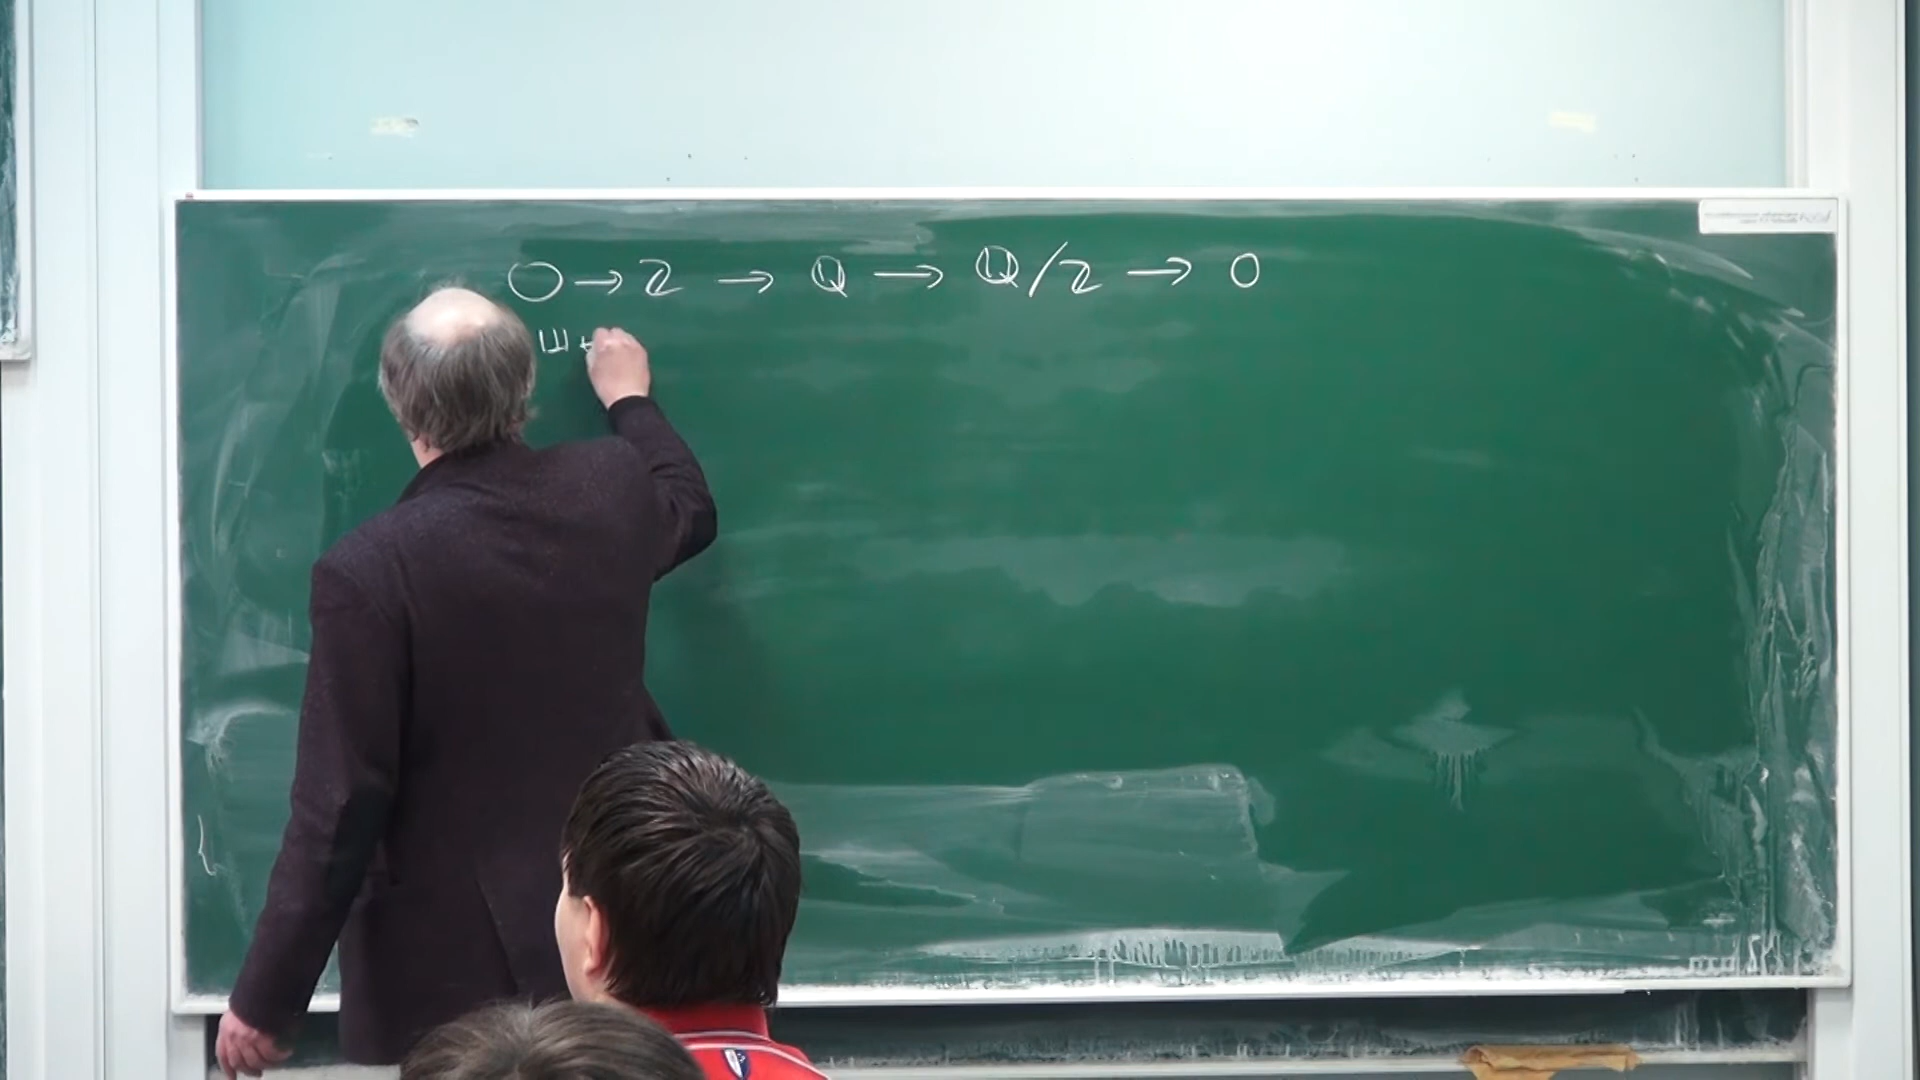 0 → ℤ → ℚ → ℚ/ℤ → 0